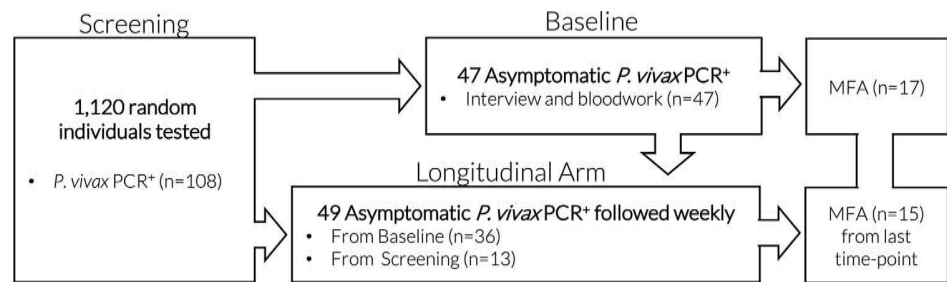 Screening
1,120 random
individuals tested
• P. vivax PCR⁺ (n=108)
Baseline
47 Asymptomatic P. vivax PCR⁺
• Interview and bloodwork (n=47)
MFA (n=17)
Longitudinal Arm
49 Asymptomatic P. vivax PCR⁺ followed weekly
• From Baseline (n=36)
• From Screening (n=13)
MFA (n=15)
from last
time-point